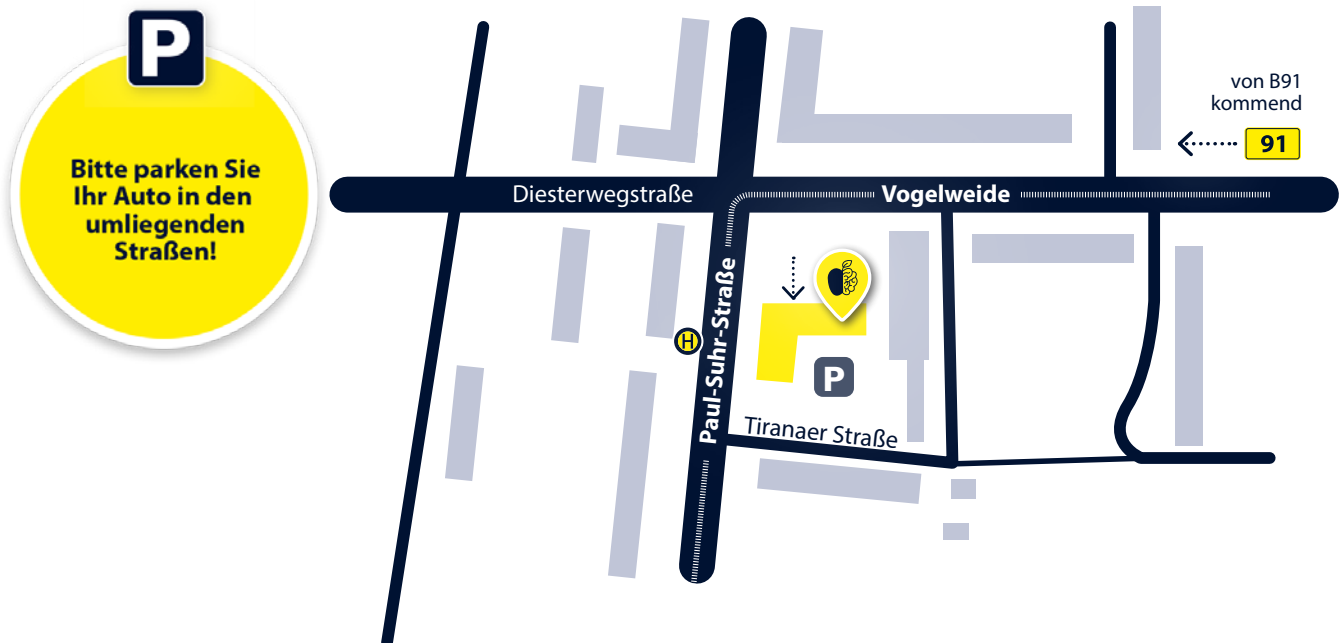 P
Bitte parken Sie
Ihr Auto in den
umliegenden
Straßen!
von B91
kommend
91
Diesterwegstraße
Vogelweide
Paul-Suhr-Straße
H
P
Tiranaer Straße